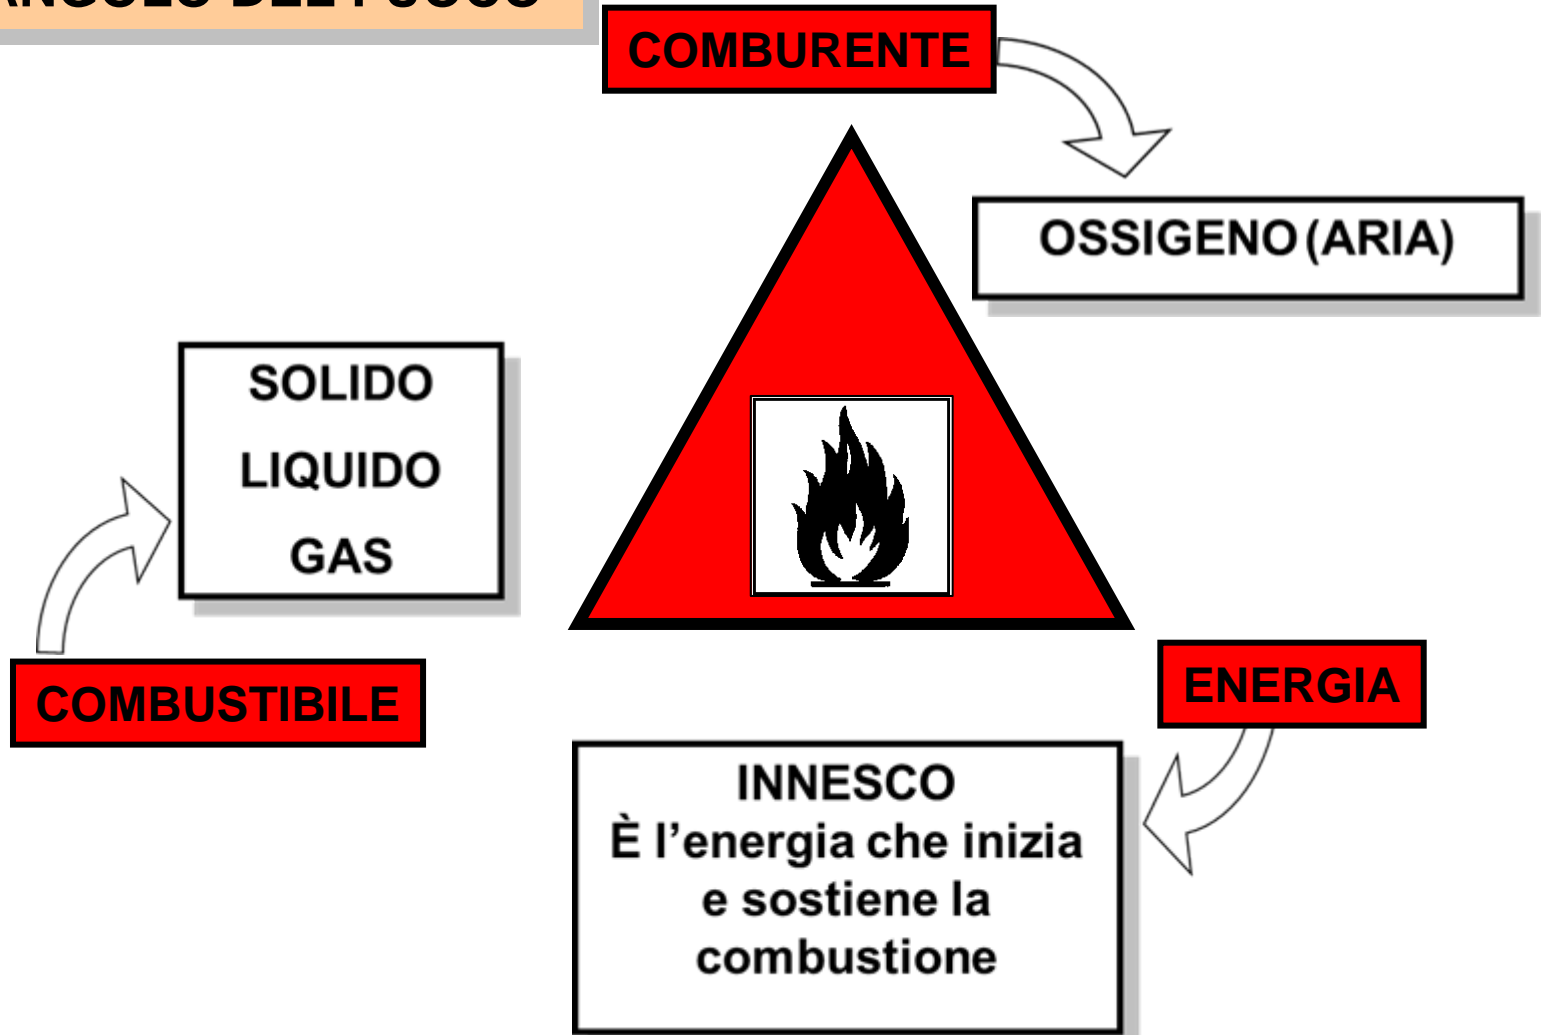 COMBURENTE
OSSIGENO (ARIA)
SOLIDO
LIQUIDO
GAS
COMBUSTIBILE
ENERGIA
INNESCO
È l’energia che inizia
e sostiene la
combustione